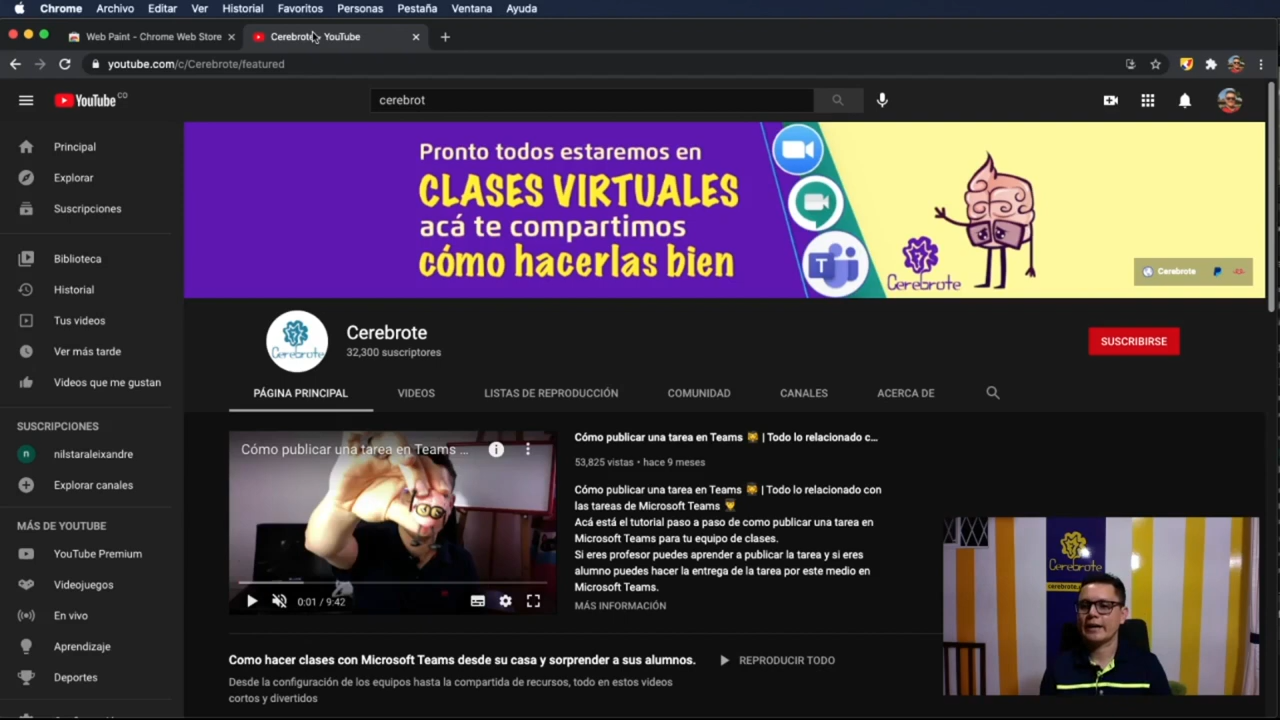 Chrome Archivo Editar Ver Historial Favoritos Personas Pestaña Ventana Ayuda
Web Paint - Chrome Web Store
Cerebrote - YouTube
youtube.com/c/Cerebrote/featured
YouTube CO
cerebrot
Principal
Explorar
Suscripciones
Biblioteca
Historial
Tus videos
Ver más tarde
Videos que me gustan
SUSCRIPCIONES
n nilstaraleixandre
Explorar canales
MÁS DE YOUTUBE
YouTube Premium
Videojuegos
En vivo
Aprendizaje
Deportes
Pronto todos estaremos en
CLASES VIRTUALES
acá te compartimos
cómo hacerlas bien
T
Cerebrote
Cerebrote
Cerebrote
Cerebrote
32,300 suscriptores
SUSCRIBIRSE
PÁGINA PRINCIPAL VIDEOS LISTAS DE REPRODUCCIÓN COMUNIDAD CANALES ACERCA DE
Cómo publicar una tarea en Teams ...
0:01 / 9:42
Cómo publicar una tarea en Teams | Todo lo relacionado c...
53,825 vistas • hace 9 meses
Cómo publicar una tarea en Teams | Todo lo relacionado con
las tareas de Microsoft Teams
Acá está el tutorial paso a paso de como publicar una tarea en
Microsoft Teams para tu equipo de clases.
Si eres profesor puedes aprender a publicar la tarea y si eres
alumno puedes hacer la entrega de la tarea por este medio en
Microsoft Teams.
MÁS INFORMACIÓN
Como hacer clases con Microsoft Teams desde su casa y sorprender a sus alumnos.
REPRODUCIR TODO
Desde la configuración de los equipos hasta la compartida de recursos, todo en estos videos
cortos y divertidos
Cerebrote